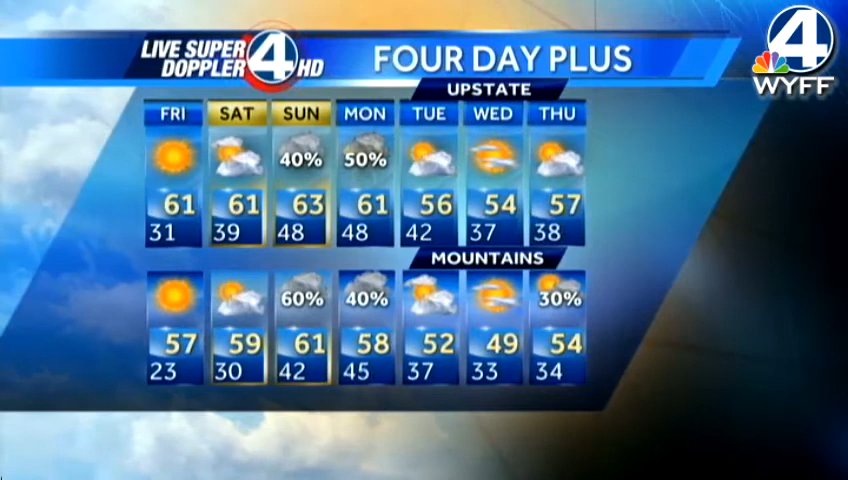 LIVE SUPER DOPPLER 4 HD
FOUR DAY PLUS
4
WYFF
UPSTATE
FRI SAT SUN MON TUE WED THU
40% 50%
61 61 63 61 56 54 57
31 39 48 48 42 37 38
MOUNTAINS
60% 40% 30%
57 59 61 58 52 49 54
23 30 42 45 37 33 34